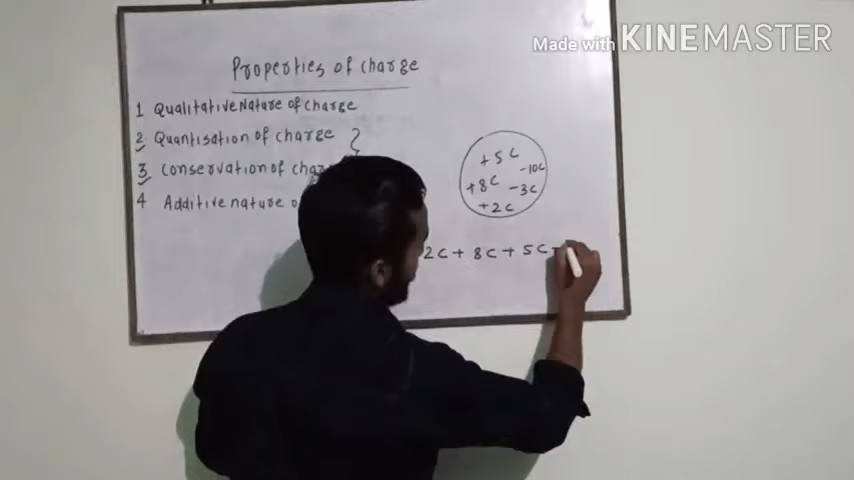 Made with KINEMASTER
Properties of charge
1 Qualitative Nature of charge
2 Quantisation of charge
3 Conservation of char
4 Additive nature o
+5C
-10C
+8C
-3C
+2C
2C + 8C + 5C -